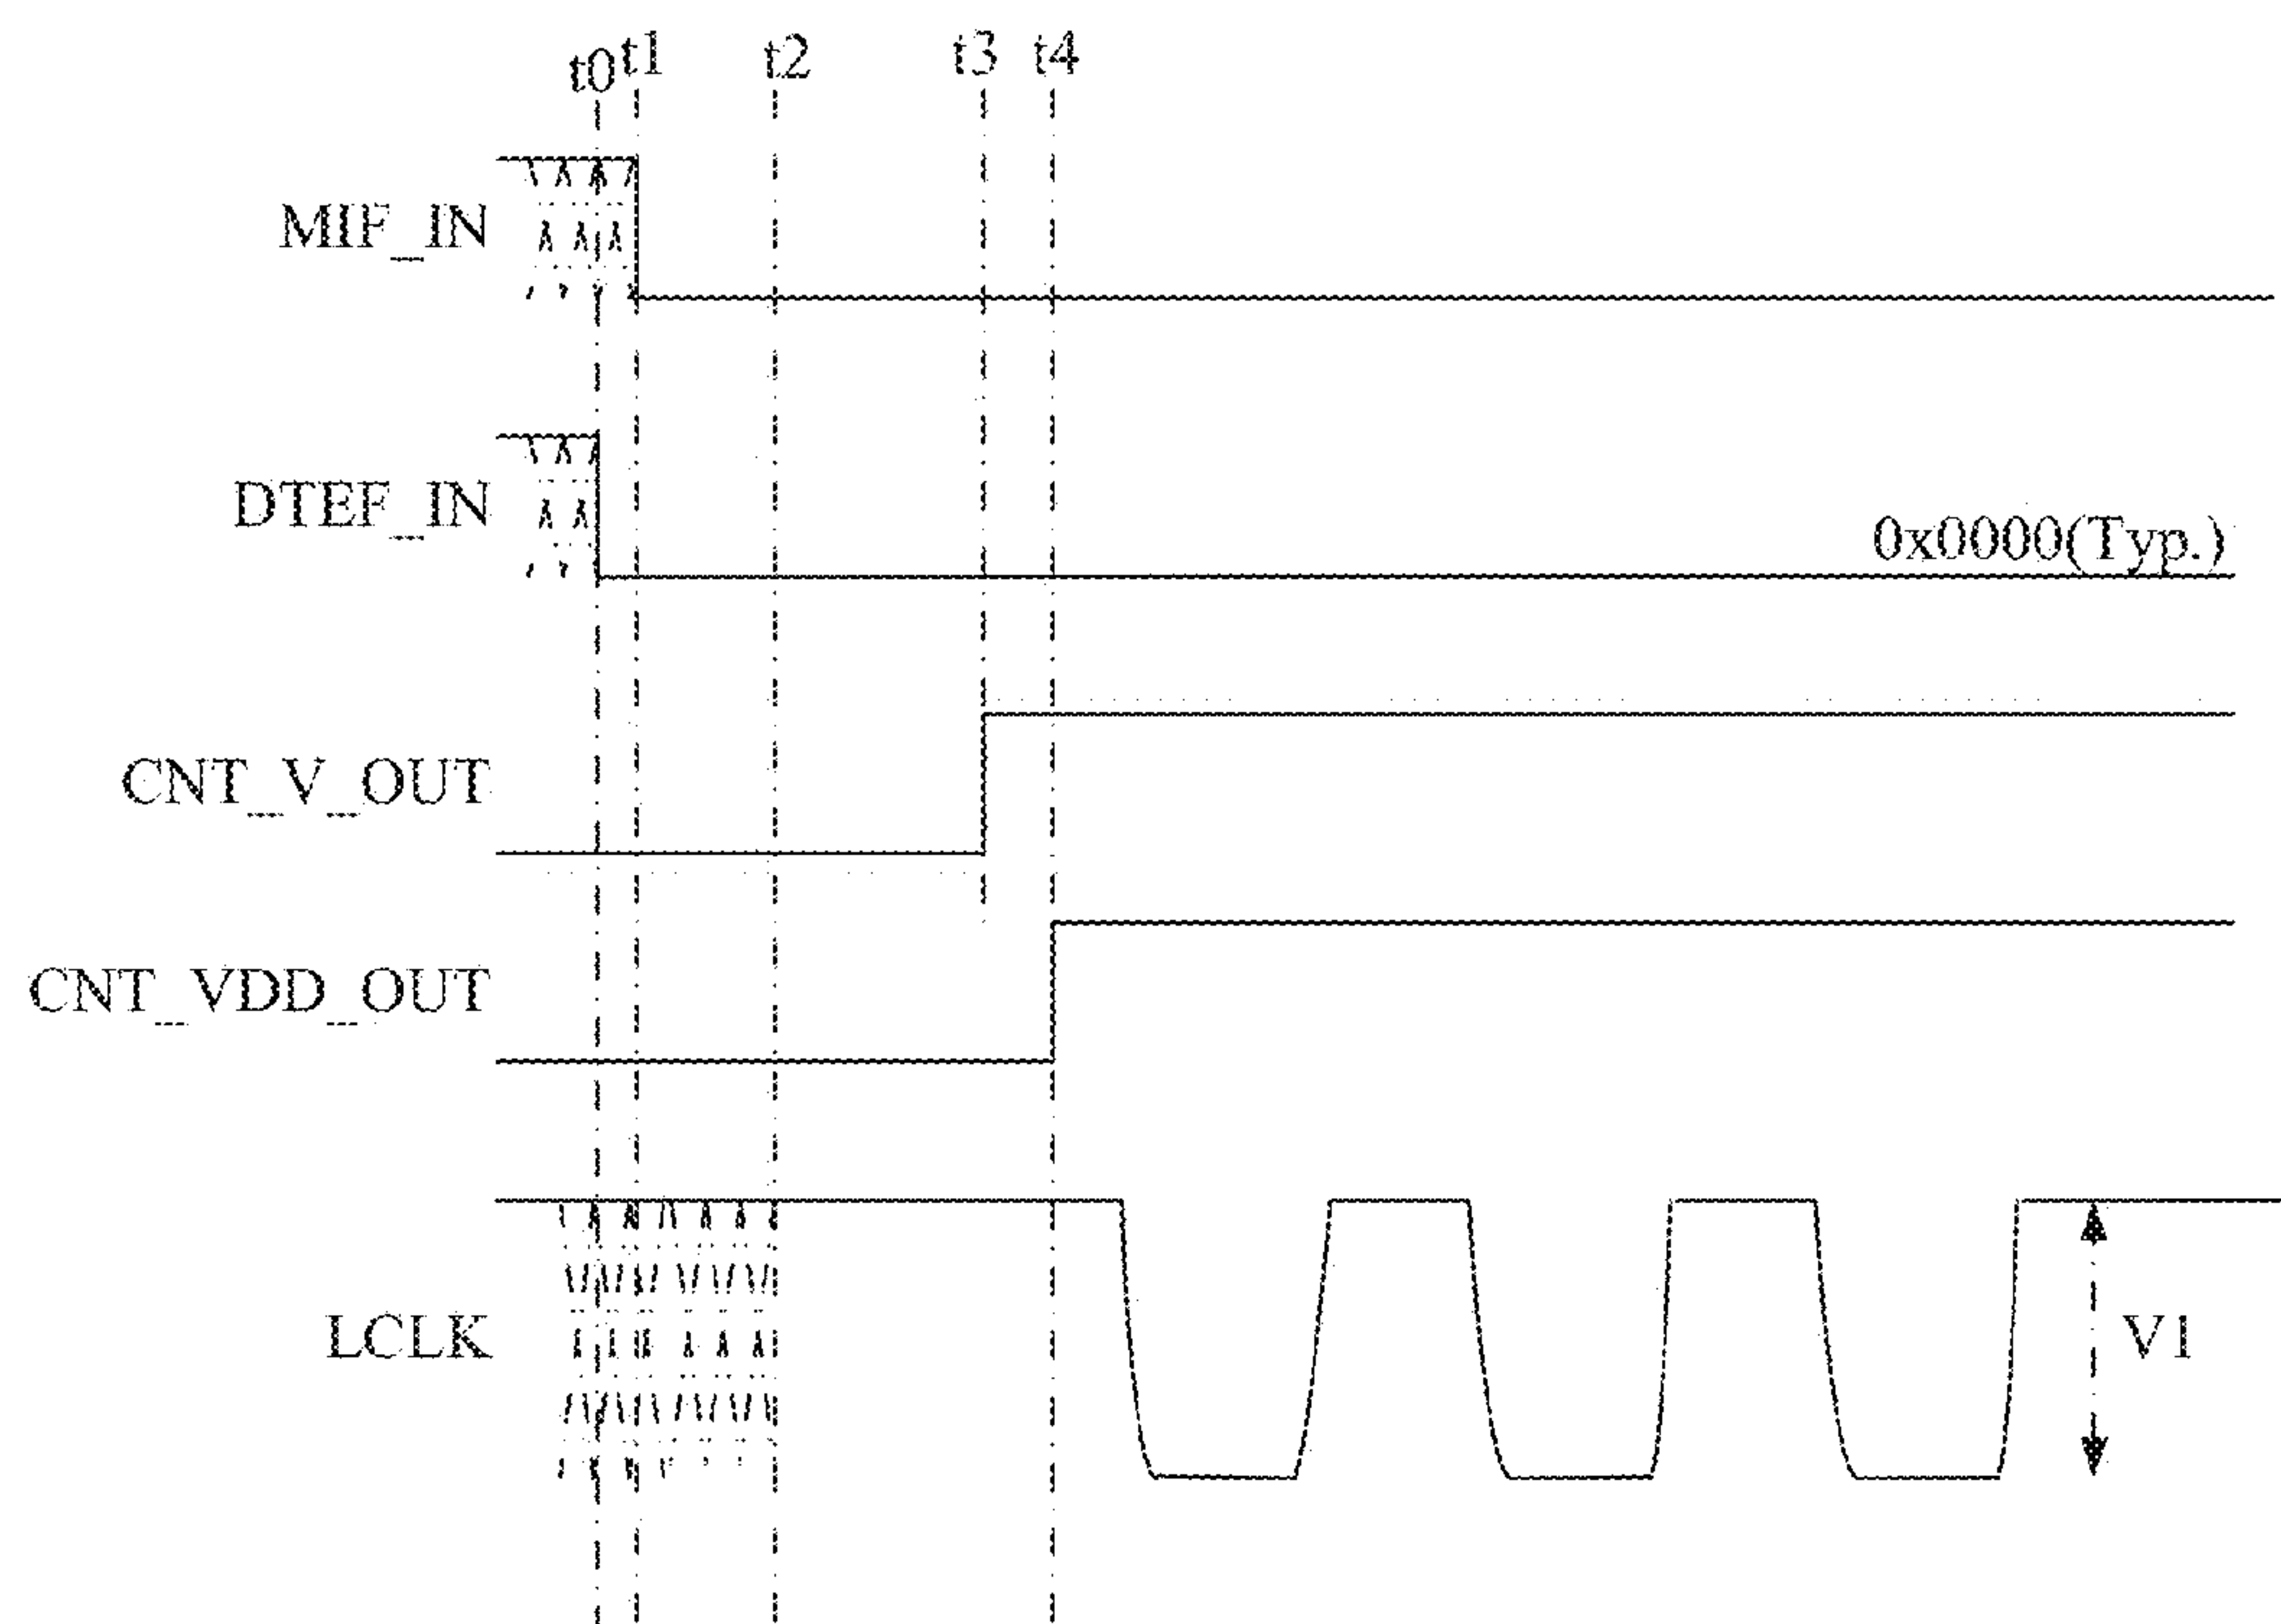 t0 t1 t2 t3 t4
MIF_IN
DTEF_IN
0x0000(Typ.)
CNT_V_OUT
CNT_VDD_OUT
LCLK
V1